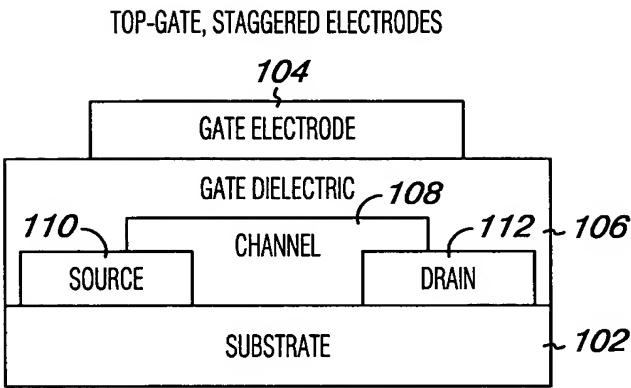 TOP-GATE, STAGGERED ELECTRODES
104
GATE ELECTRODE
GATE DIELECTRIC
108
110
CHANNEL
112
106
SOURCE
DRAIN
SUBSTRATE
102